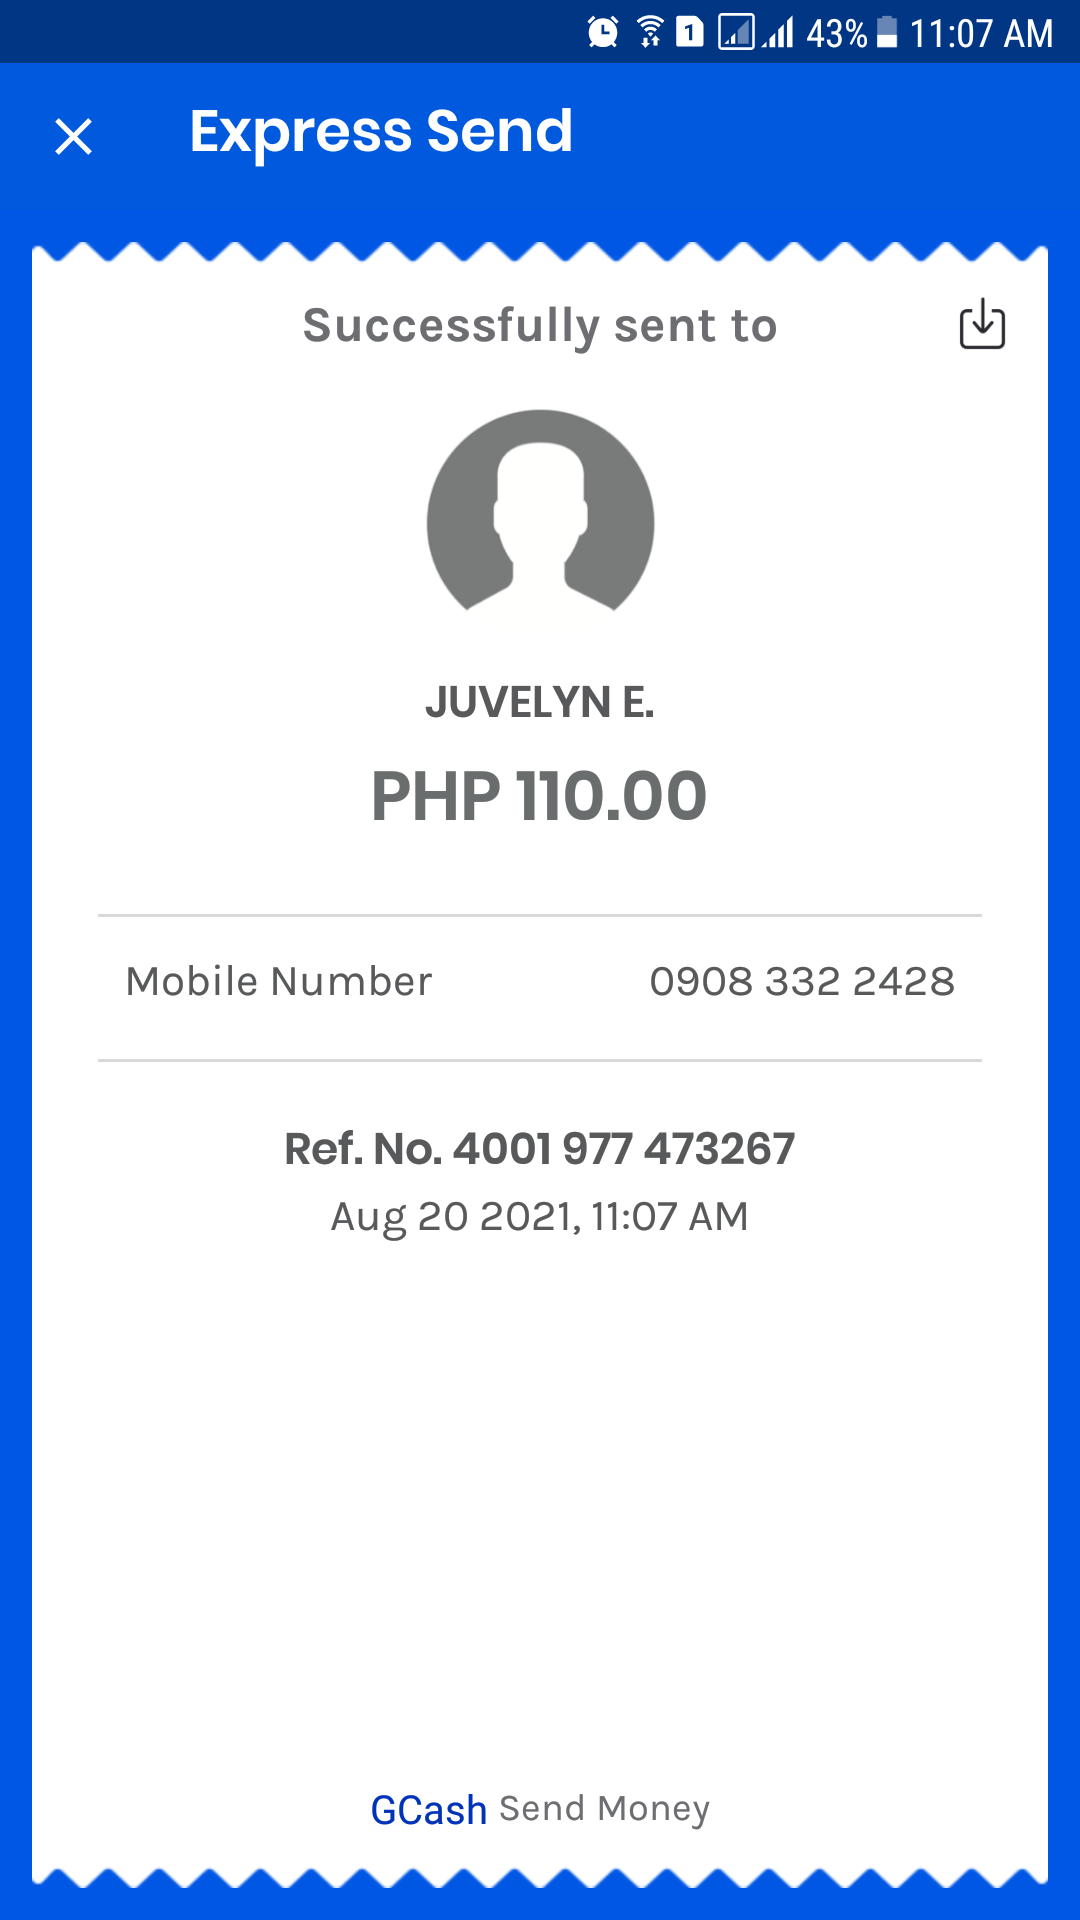 1 43% 11:07 AM
Express Send
Successfully sent to
JUVELYN E.
PHP 110.00
Mobile Number 0908 332 2428
Ref. No. 4001 977 473267
Aug 20 2021, 11:07 AM
GCash Send Money